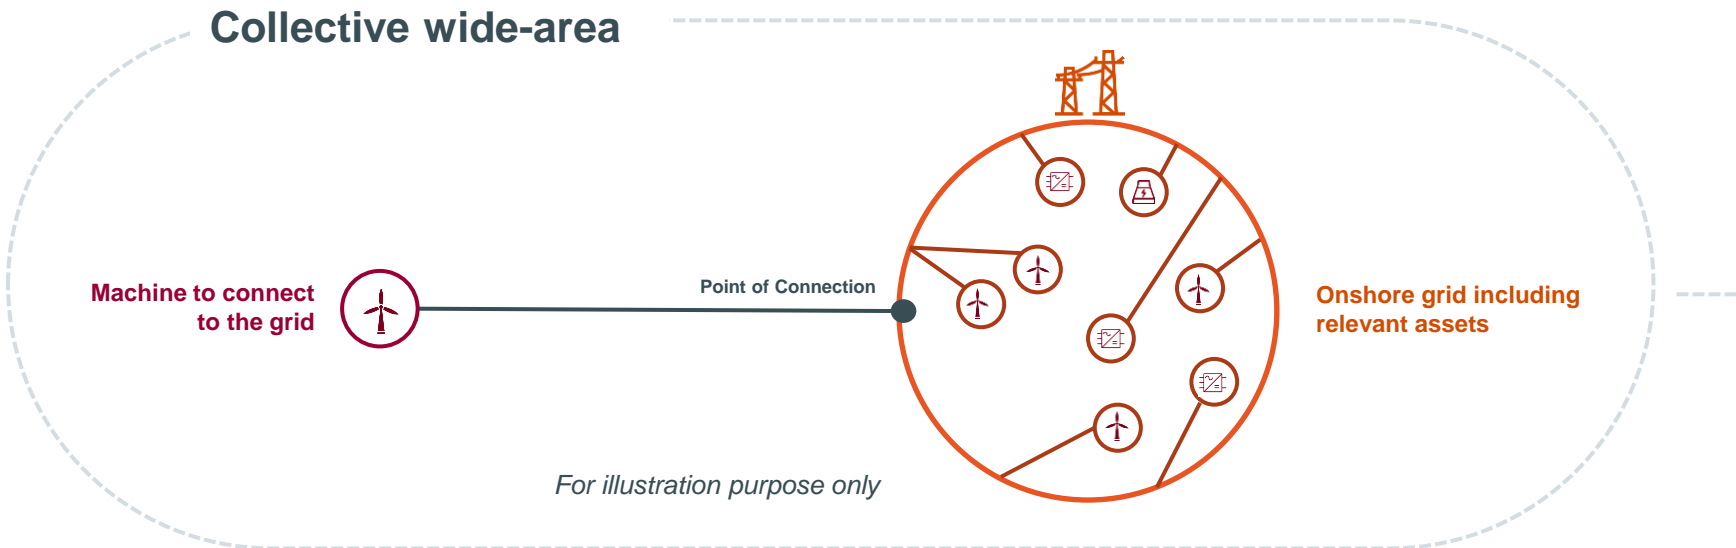 Collective wide-area
Point of Connection
Machine to connect
to the grid
Onshore grid including
relevant assets
For illustration purpose only